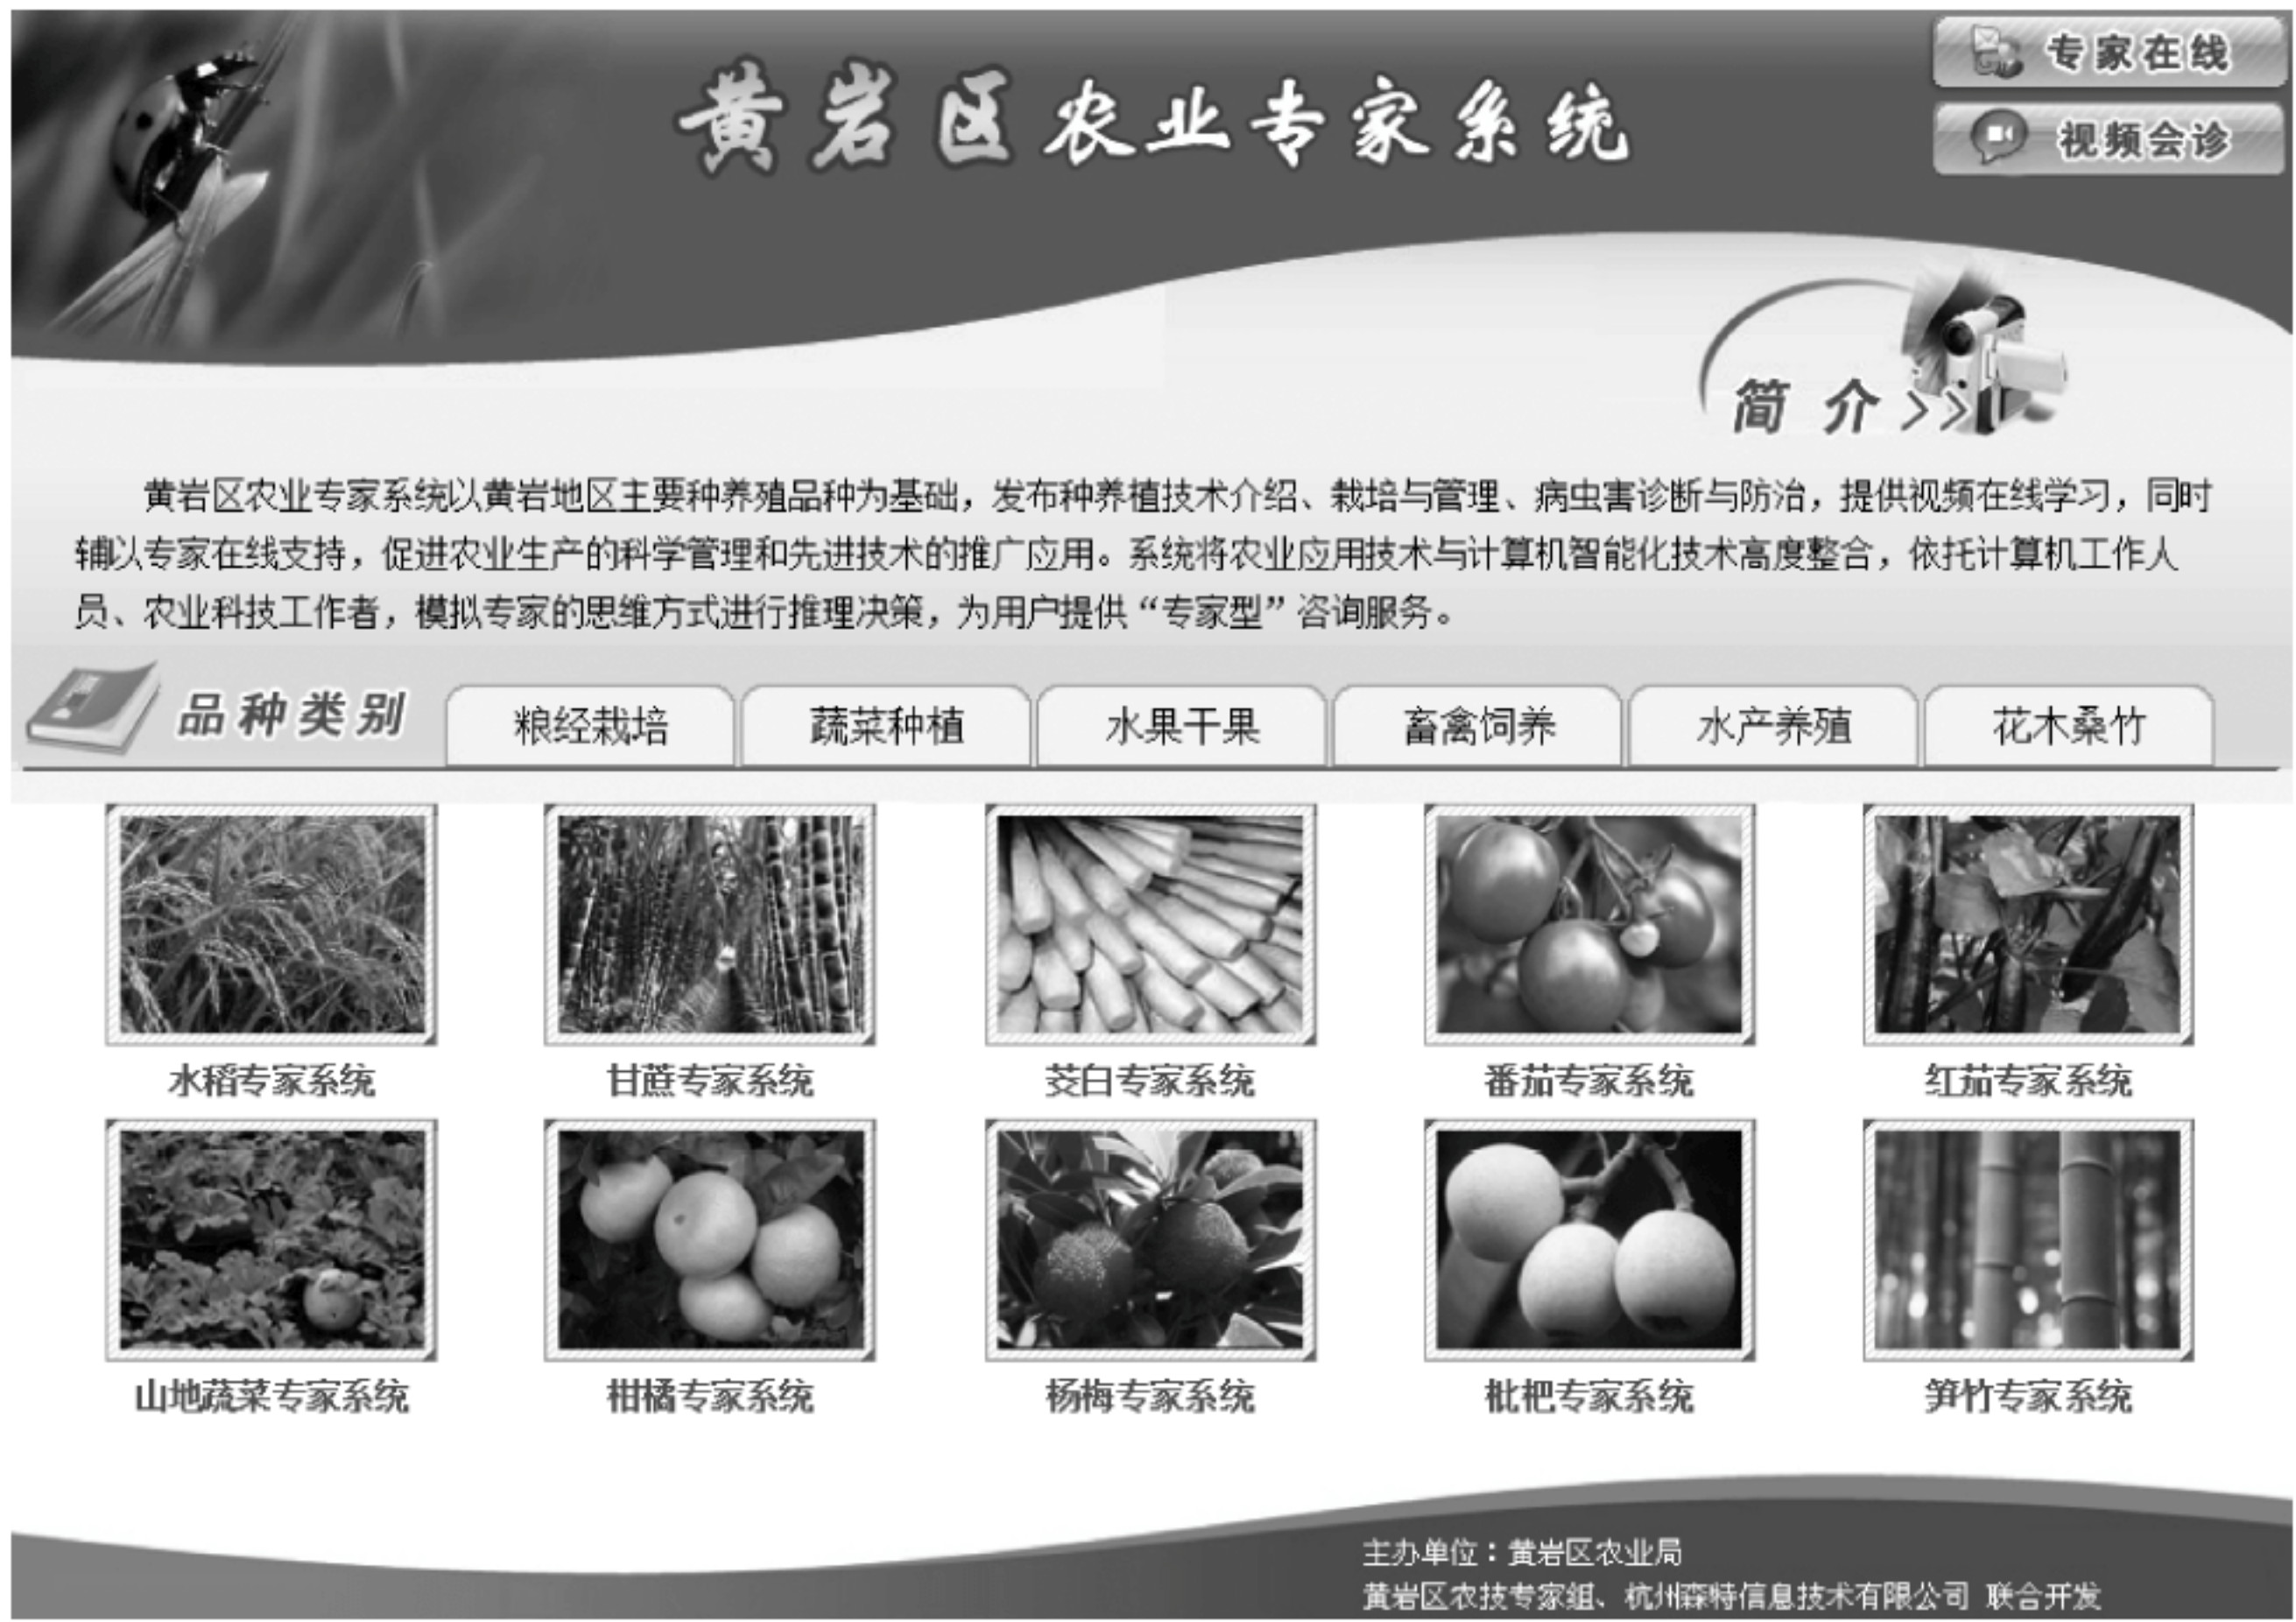 黄岩区农业专家系统
专家在线
视频会诊
简介>>
黄岩区农业专家系统以黄岩地区主要种养殖品种为基础，发布种养植技术介绍、栽培与管理、病虫害诊断与防治，提供视频在线学习，同时
辅以专家在线支持，促进农业生产的科学管理和先进技术的推广应用。系统将农业应用技术与计算机智能化技术高度整合，依托计算机工作人
员、农业科技工作者，模拟专家的思维方式进行推理决策，为用户提供“专家型”咨询服务。
品种类别 粮经栽培 蔬菜种植 水果干果 畜禽饲养 水产养殖 花木桑竹
水稻专家系统 甘蔗专家系统 茭白专家系统 番茄专家系统 红茄专家系统
山地蔬菜专家系统 柑橘专家系统 杨梅专家系统 枇杷专家系统 笋竹专家系统
主办单位：黄岩区农业局
黄岩区农技专家组、杭州森特信息技术有限公司 联合开发